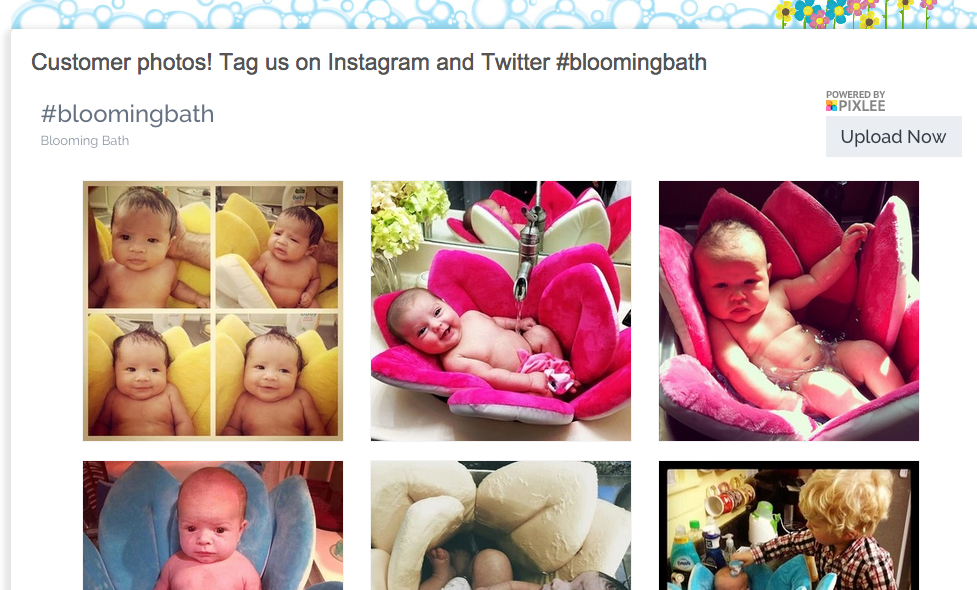 Customer photos! Tag us on Instagram and Twitter #bloomingbath
#bloomingbath
Blooming Bath
POWERED BY
PIXLEE
Upload Now